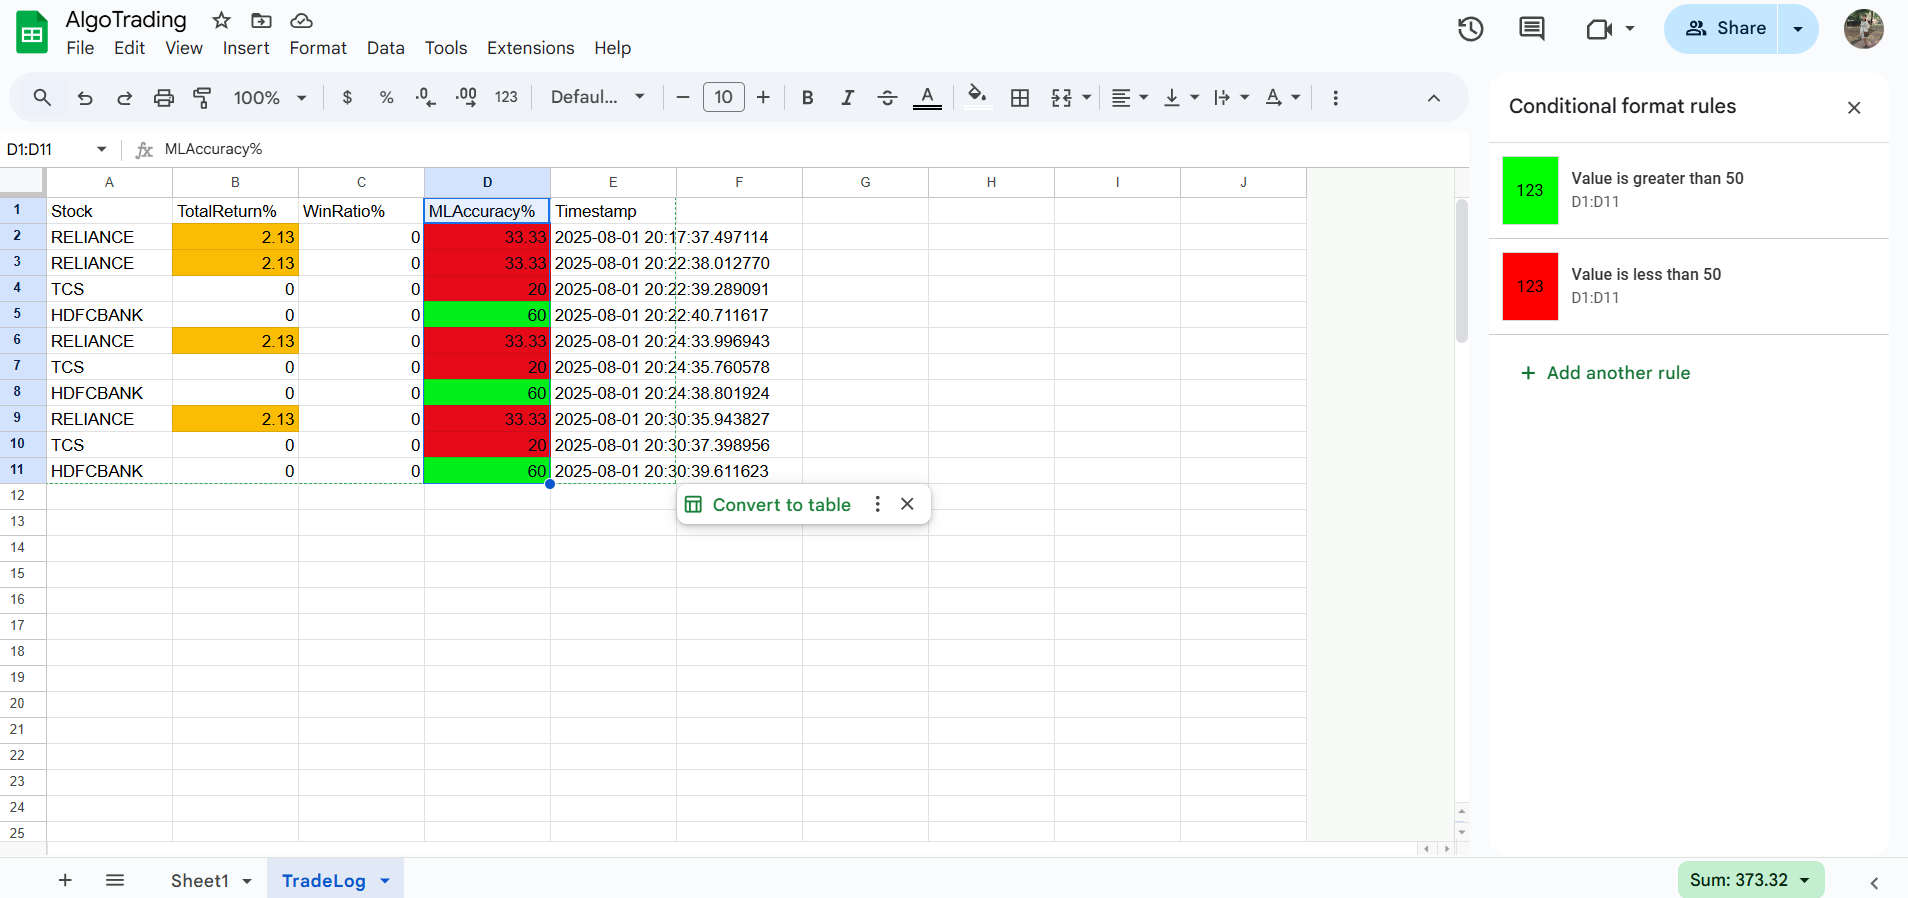 AlgoTrading
File Edit View Insert Format Data Tools Extensions Help
Share
100% $ % .0 .00 123 Defaul... 10 B I A A
D1:D11 fx MLAccuracy%
A B C D E F G H I J
1 Stock TotalReturn% WinRatio% MLAccuracy% Timestamp
2 RELIANCE 2.13 0 33.33 2025-08-01 20:17:37.497114
3 RELIANCE 2.13 0 33.33 2025-08-01 20:22:38.012770
4 TCS 0 0 20 2025-08-01 20:22:39.289091
5 HDFCBANK 0 0 60 2025-08-01 20:22:40.711617
6 RELIANCE 2.13 0 33.33 2025-08-01 20:24:33.996943
7 TCS 0 0 20 2025-08-01 20:24:35.760578
8 HDFCBANK 0 0 60 2025-08-01 20:24:38.801924
9 RELIANCE 2.13 0 33.33 2025-08-01 20:30:35.943827
10 TCS 0 0 20 2025-08-01 20:30:37.398956
11 HDFCBANK 0 0 60 2025-08-01 20:30:39.611623
12
Convert to table
13
14
15
16
17
18
19
20
21
22
23
24
25
Conditional format rules
123 Value is greater than 50
D1:D11
123 Value is less than 50
D1:D11
+ Add another rule
Sheet1 TradeLog Sum: 373.32